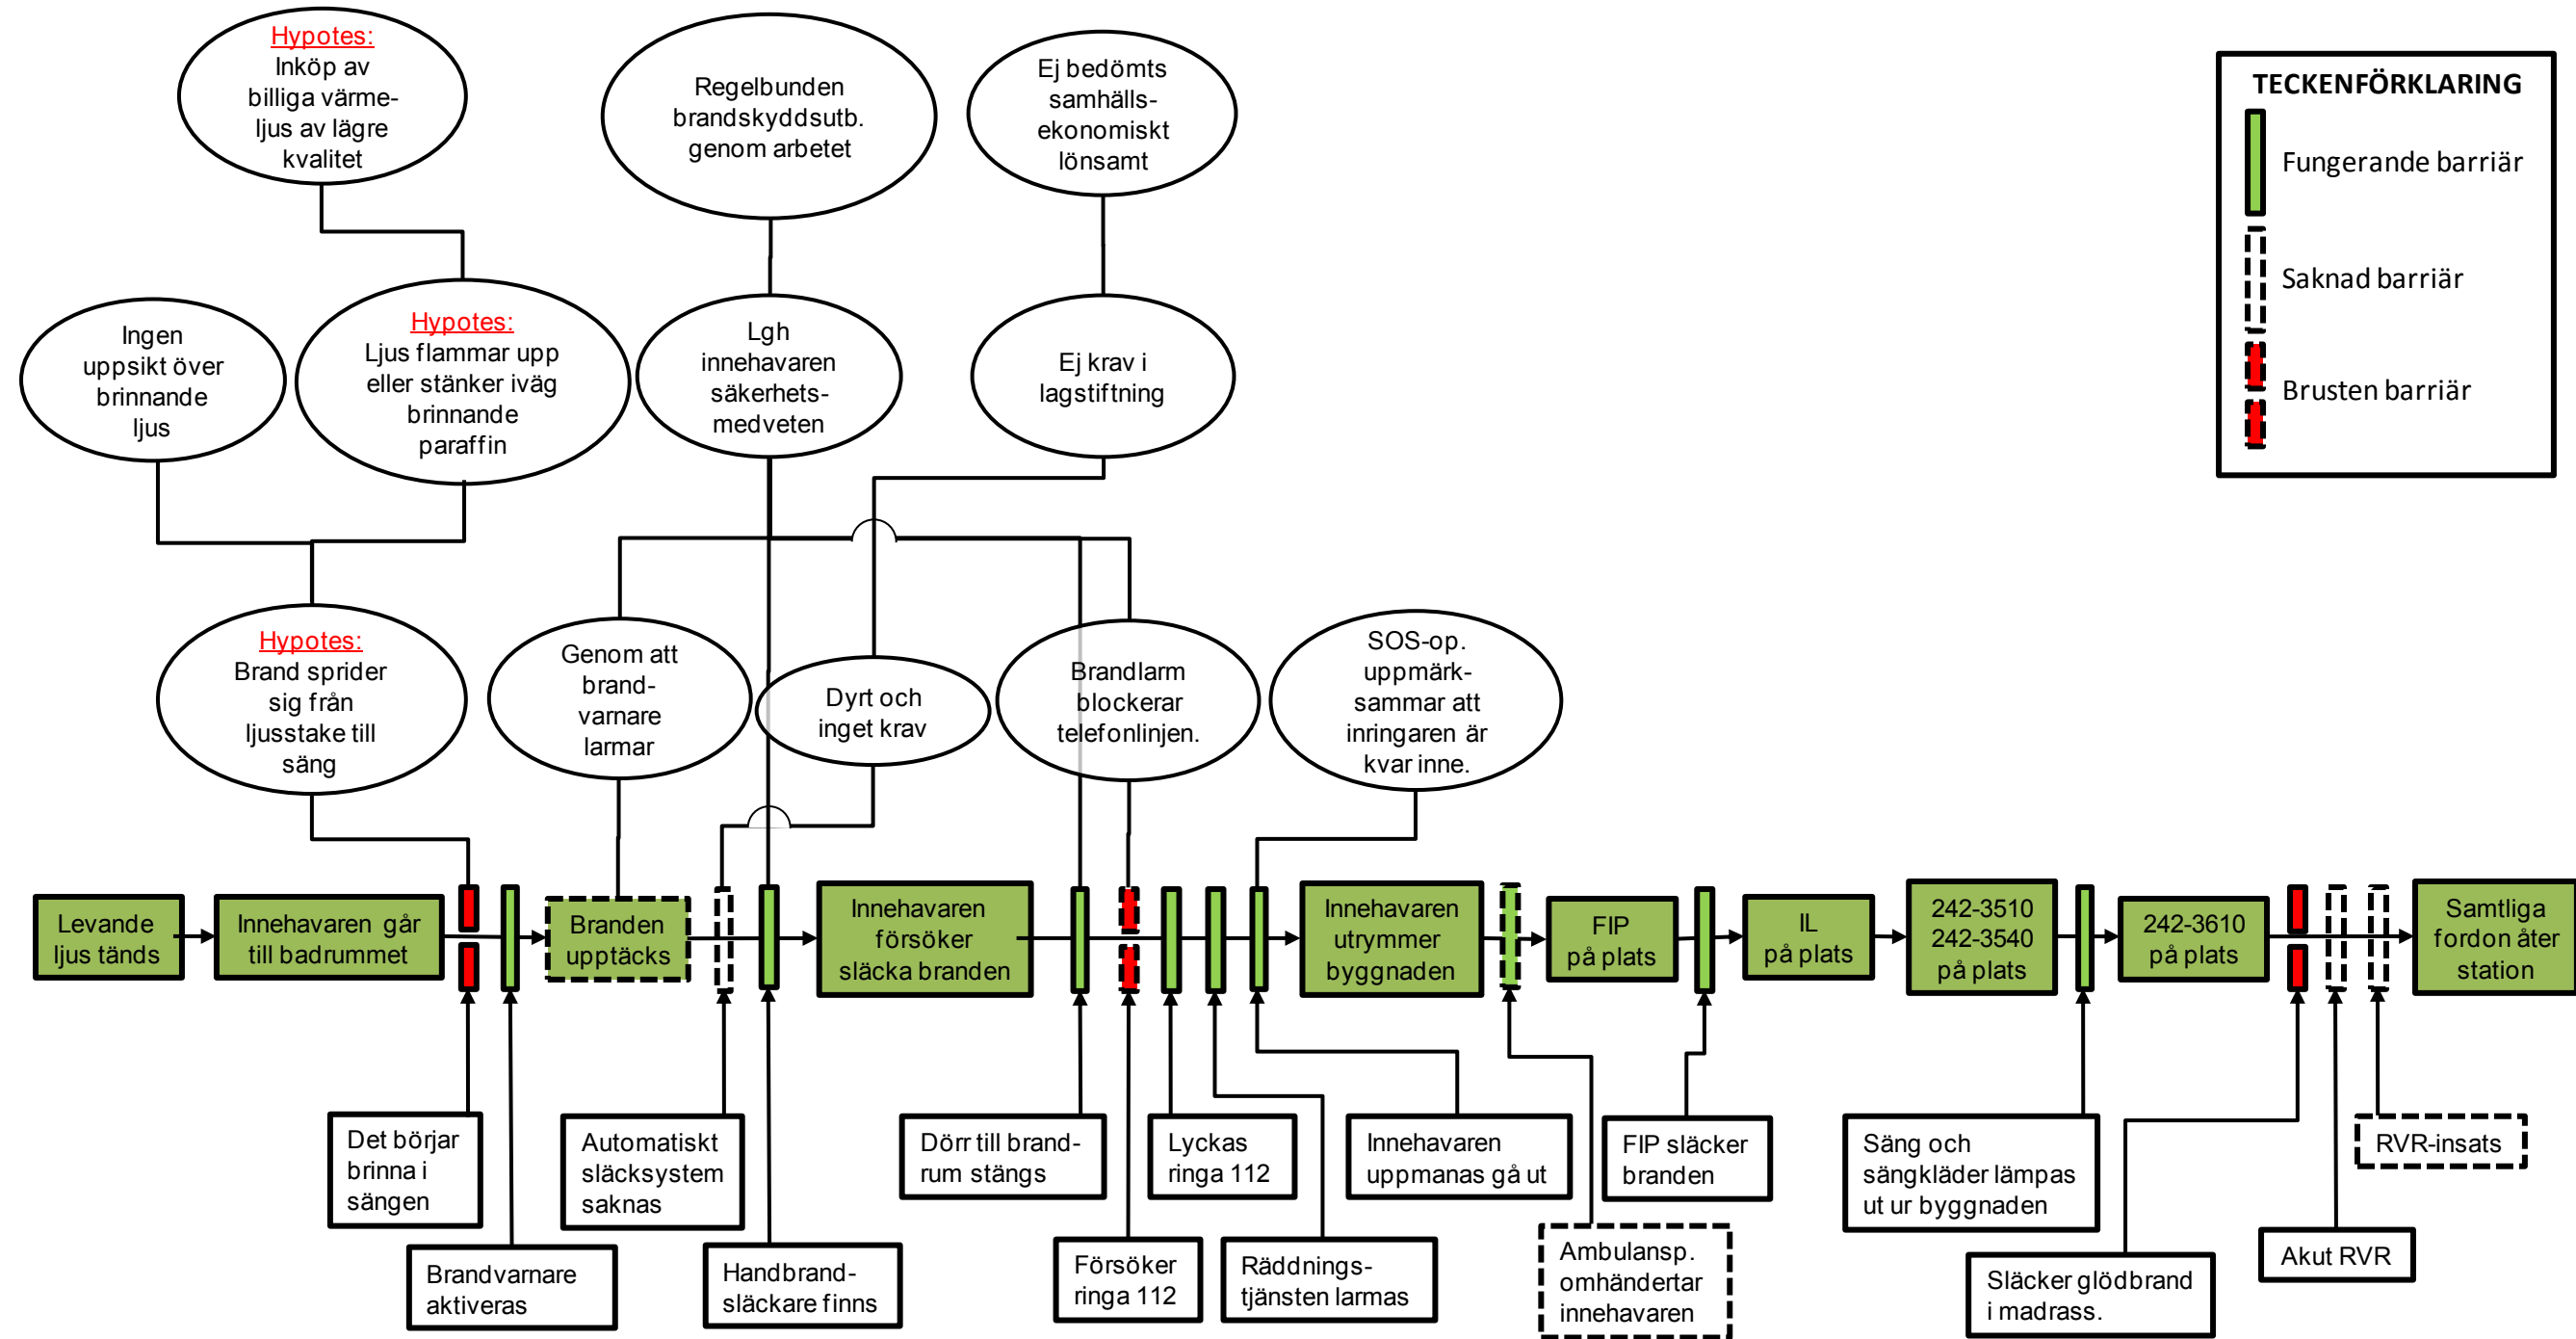 Hypotes:
Inköp av
billiga värme-
ljus av lägre
kvalitet
Regelbunden
brandskyddsutb.
genom arbetet
Ej bedömts
samhälls-
ekonomiskt
lönsamt
TECKENFÖRKLARING
Fungerande barriär
Saknad barriär
Brusten barriär
Ingen
uppsikt över
brinnande
ljus
Hypotes:
Ljus flammar upp
eller stänker iväg
brinnande
paraffin
Lgh
innehavaren
säkerhets-
medveten
Ej krav i
lagstiftning
Hypotes:
Brand sprider
sig från
ljusstake till
säng
Genom att
brand-
varnare
larmar
Dyrt och
inget krav
Brandlarm
blockerar
telefonlinjen.
SOS-op.
uppmärk-
sammar att
inringaren är
kvar inne.
Levande
ljus tänds
Innehavaren går
till badrummet
Branden
upptäcks
Innehavaren
försöker
släcka branden
Innehavaren
utrymmer
byggnaden
FIP
på plats
IL
på plats
242-3510
242-3540
på plats
242-3610
på plats
Samtliga
fordon åter
station
Det börjar
brinna i
sängen
Brandvarnare
aktiveras
Automatiskt
släcksystem
saknas
Handbrand-
släckare finns
Dörr till brand-
rum stängs
Försöker
ringa 112
Lyckas
ringa 112
Räddnings-
tjänsten larmas
Innehavaren
uppmanas gå ut
Ambulansp.
omhändertar
innehavaren
FIP släcker
branden
Säng och
sängkläder lämpas
ut ur byggnaden
Släcker glödbrand
i madrass.
Akut RVR
RVR-insats